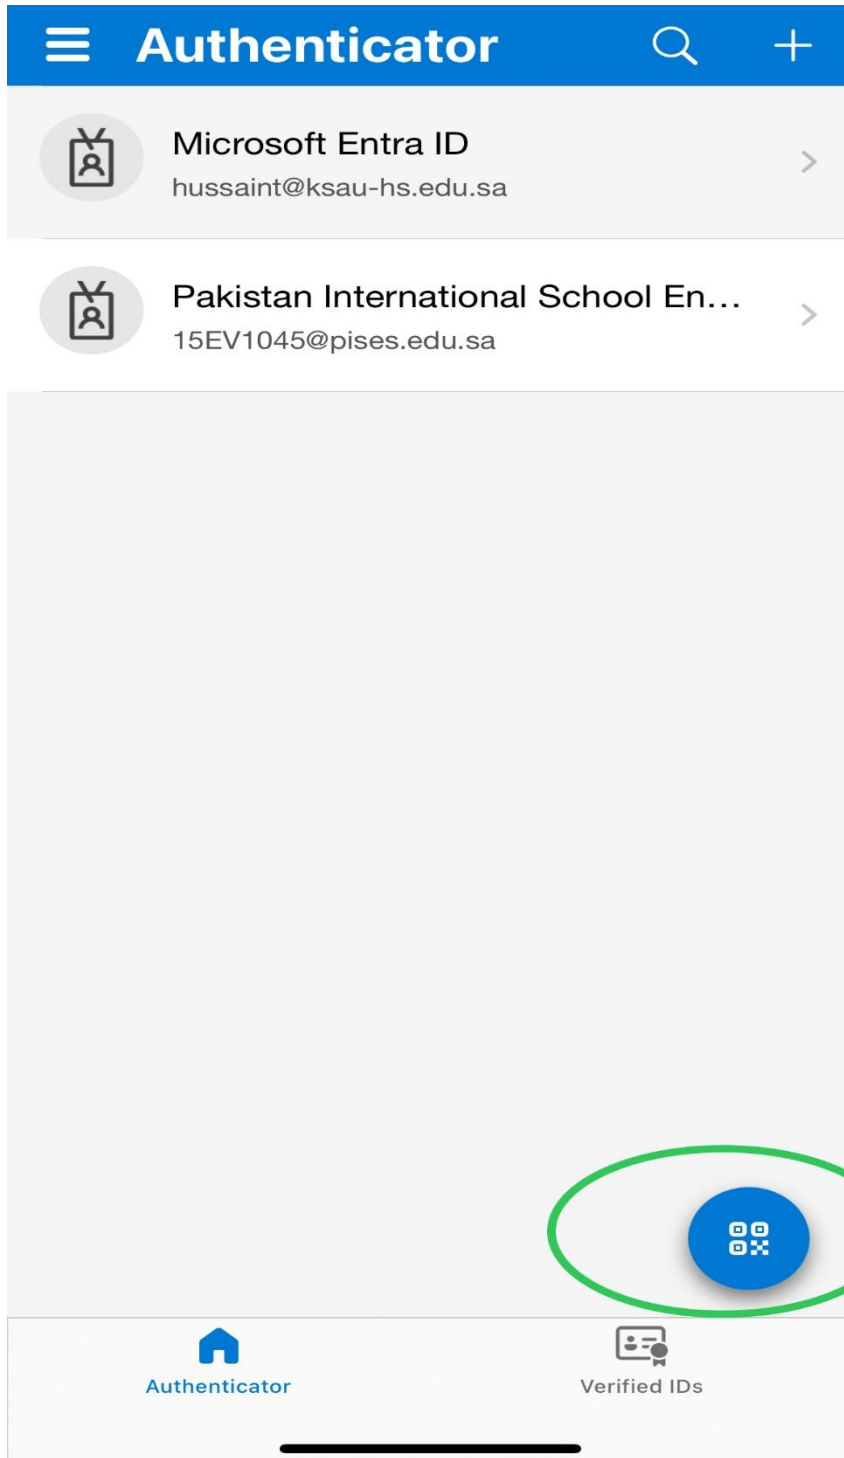 Authenticator
Microsoft Entra ID
hussaint@ksau-hs.edu.sa
Pakistan International School En...
15EV1045@pises.edu.sa
Authenticator
Verified IDs